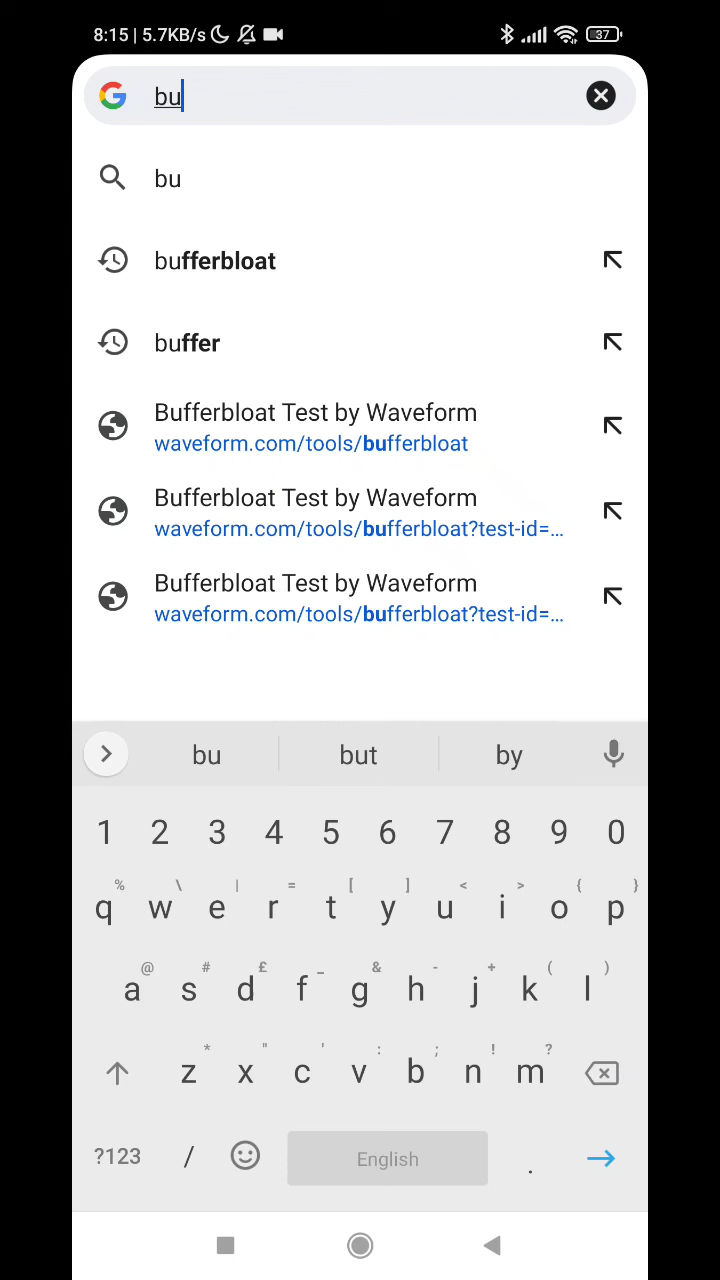 8:15 | 5.7KB/s 37
bu
bu
bufferbloat
buffer
Bufferbloat Test by Waveform
waveform.com/tools/bufferbloat
Bufferbloat Test by Waveform
waveform.com/tools/bufferbloat?test-id=...
Bufferbloat Test by Waveform
waveform.com/tools/bufferbloat?test-id=...
bu but by
1 2 3 4 5 6 7 8 9 0
% \ | = [ ] < > { }
q w e r t y u i o p
@ # £ _ & - + ( )
a s d f g h j k l
* " ' : ; ! ?
z x c v b n m
?123 / English .